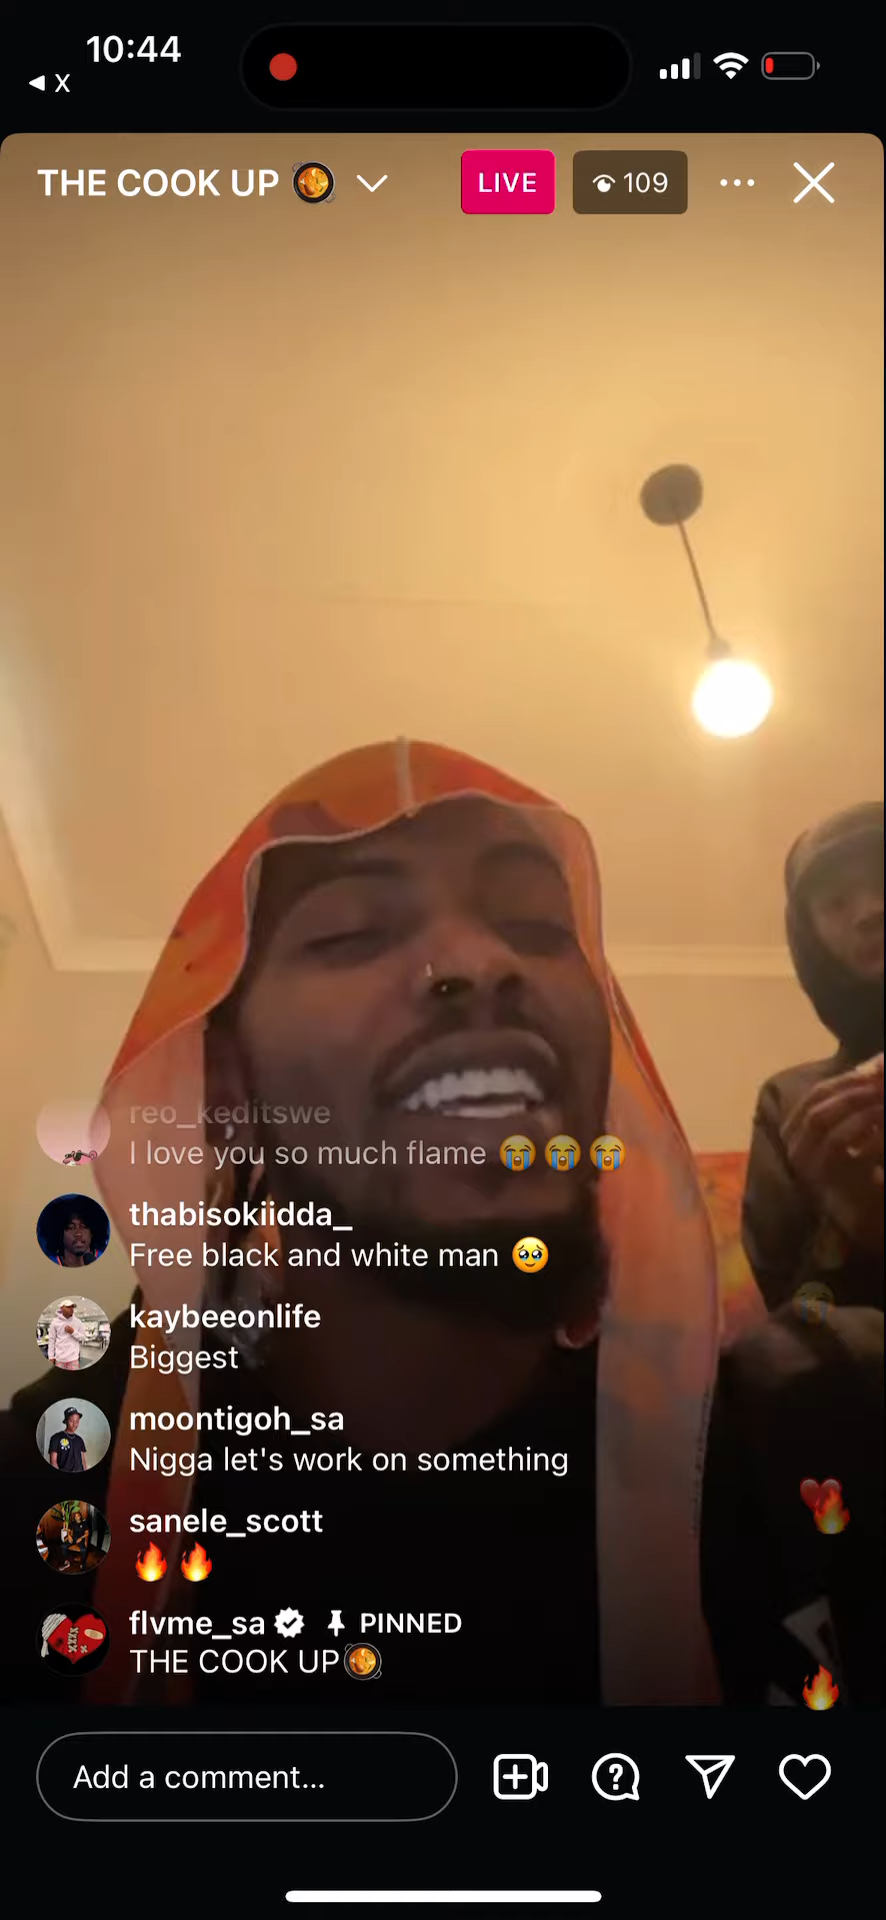 10:44
◀ X
THE COOK UP 🥘
LIVE
109
reo_keditswe
I love you so much flame 😭 😭 😭
thabisokiidda_
Free black and white man 🥹
kaybeeonlife
Biggest
moontigoh_sa
Nigga let's work on something
sanele_scott
🔥 🔥
flvme_sa PINNED
THE COOK UP🥘
Add a comment...